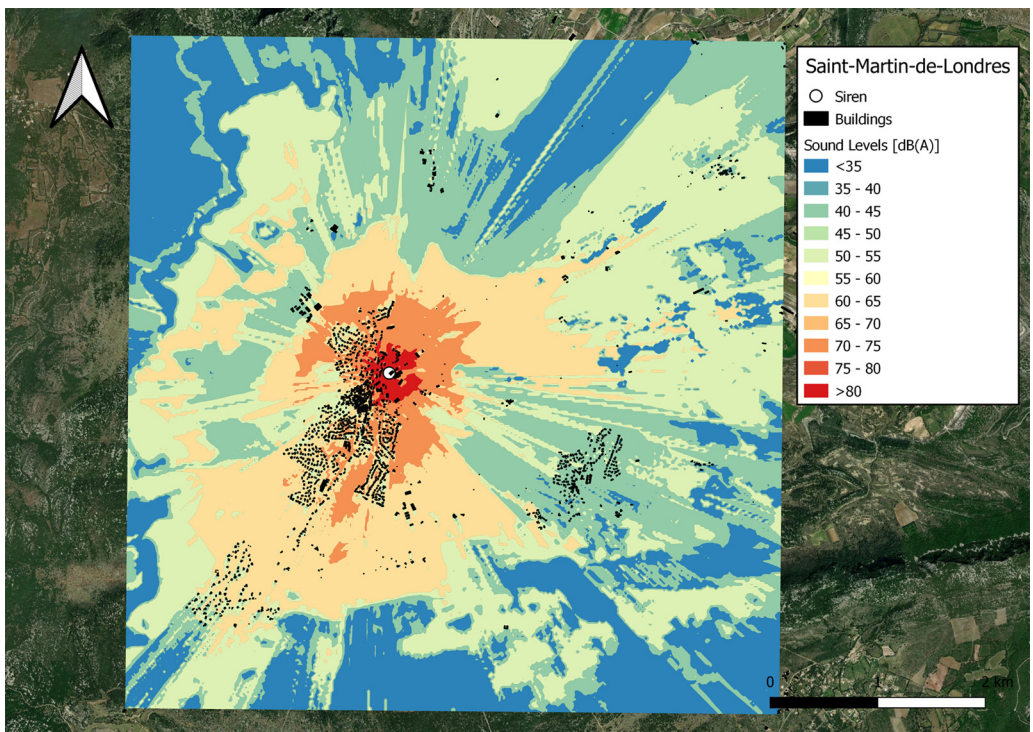 Saint-Martin-de-Londres
Siren
Buildings
Sound Levels [dB(A)]
<35
35 - 40
40 - 45
45 - 50
50 - 55
55 - 60
60 - 65
65 - 70
70 - 75
75 - 80
>80
0 1 2 km